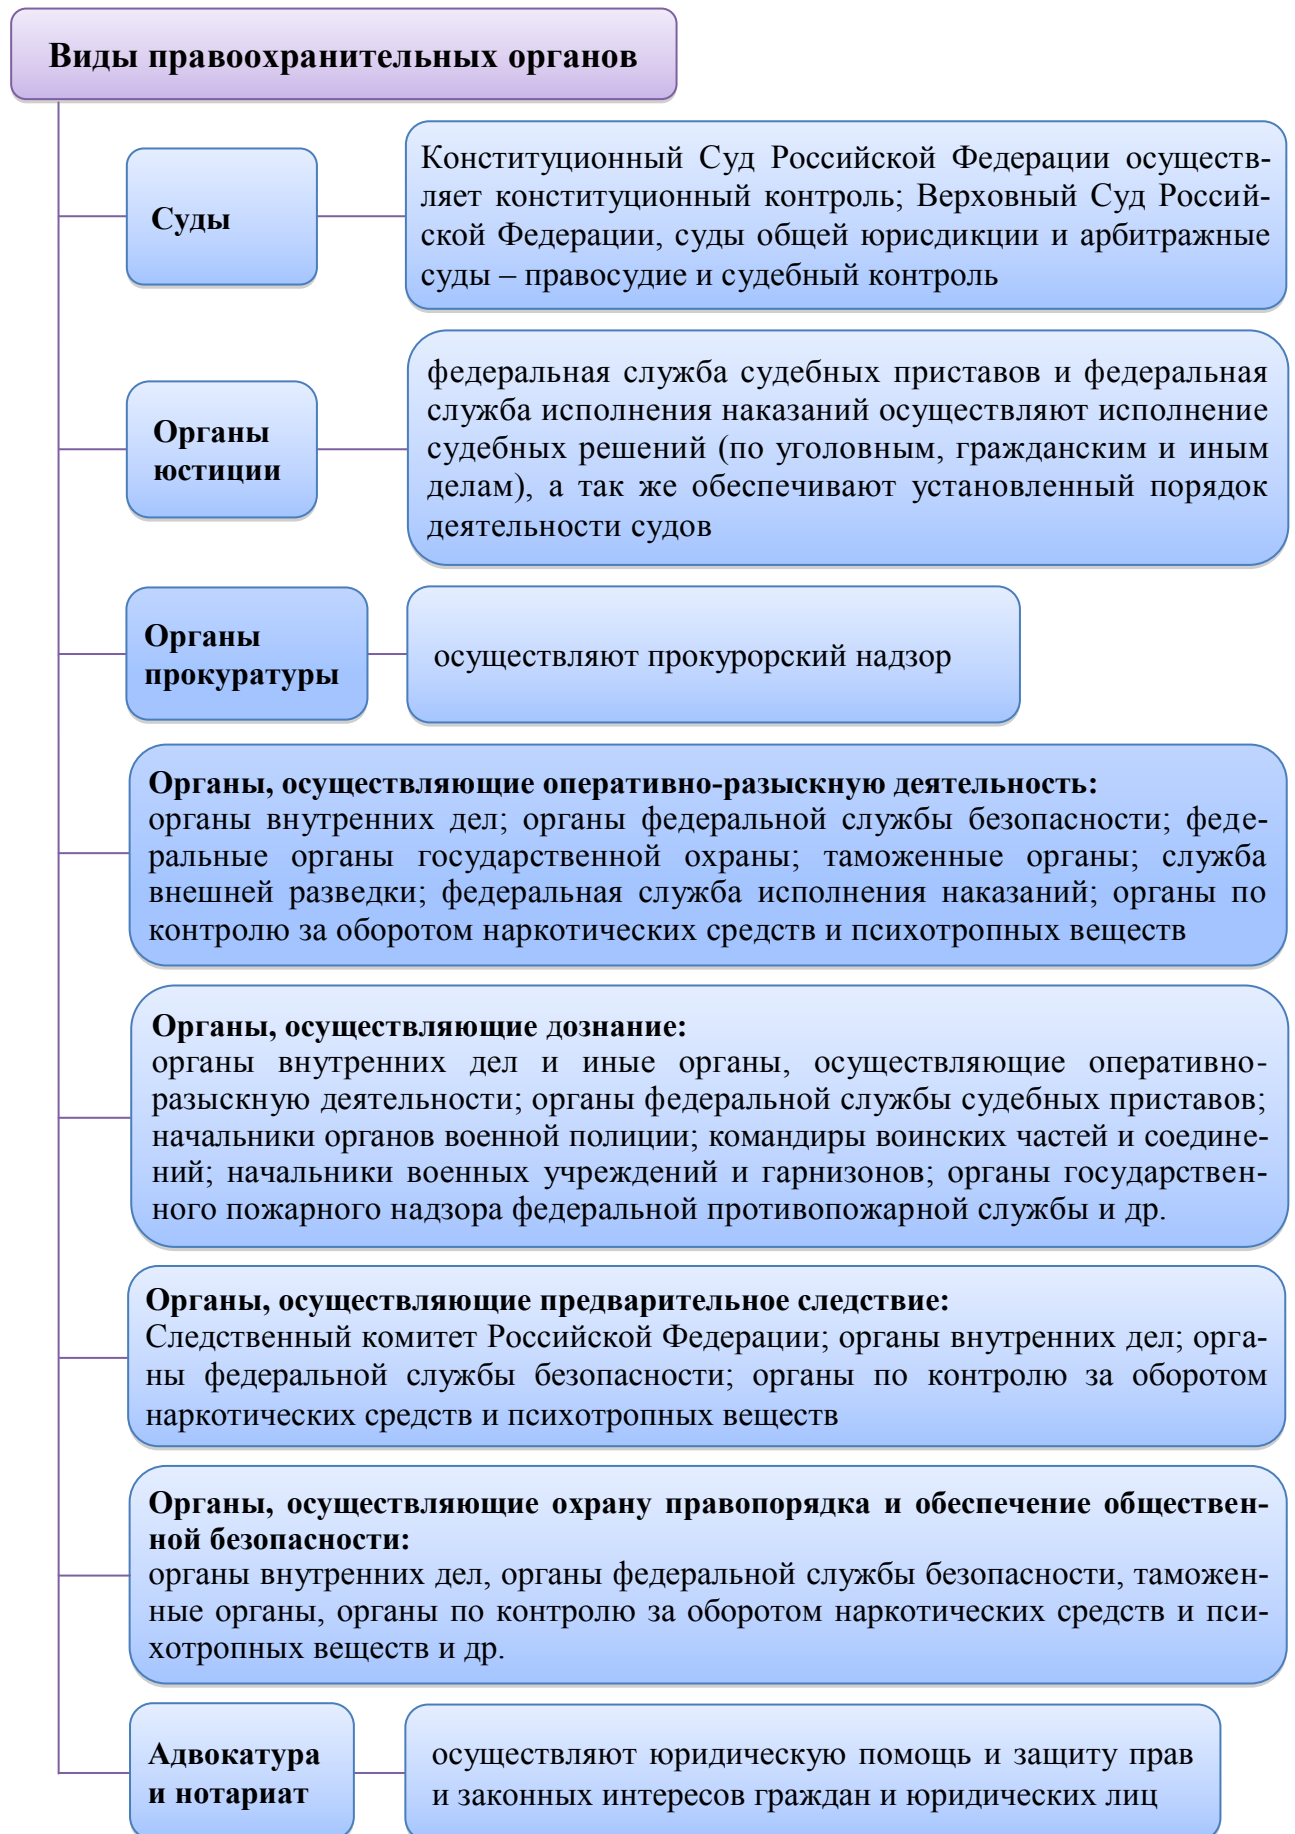 Виды правоохранительных органов
Суды
Конституционный Суд Российской Федерации осуществ-
ляет конституционный контроль; Верховный Суд Россий-
ской Федерации, суды общей юрисдикции и арбитражные
суды – правосудие и судебный контроль
Органы
юстиции
федеральная служба судебных приставов и федеральная
служба исполнения наказаний осуществляют исполнение
судебных решений (по уголовным, гражданским и иным
делам), а так же обеспечивают установленный порядок
деятельности судов
Органы
прокуратуры
осуществляют прокурорский надзор
Органы, осуществляющие оперативно-разыскную деятельность:
органы внутренних дел; органы федеральной службы безопасности; феде-
ральные органы государственной охраны; таможенные органы; служба
внешней разведки; федеральная служба исполнения наказаний; органы по
контролю за оборотом наркотических средств и психотропных веществ
Органы, осуществляющие дознание:
органы внутренних дел и иные органы, осуществляющие оперативно-
разыскную деятельности; органы федеральной службы судебных приставов;
начальники органов военной полиции; командиры воинских частей и соедине-
ний; начальники военных учреждений и гарнизонов; органы государствен-
ного пожарного надзора федеральной противопожарной службы и др.
Органы, осуществляющие предварительное следствие:
Следственный комитет Российской Федерации; органы внутренних дел; орга-
ны федеральной службы безопасности; органы по контролю за оборотом
наркотических средств и психотропных веществ
Органы, осуществляющие охрану правопорядка и обеспечение обществен-
ной безопасности:
органы внутренних дел, органы федеральной службы безопасности, таможен-
ные органы, органы по контролю за оборотом наркотических средств и пси-
хотропных веществ и др.
Адвокатура
и нотариат
осуществляют юридическую помощь и защиту прав
и законных интересов граждан и юридических лиц